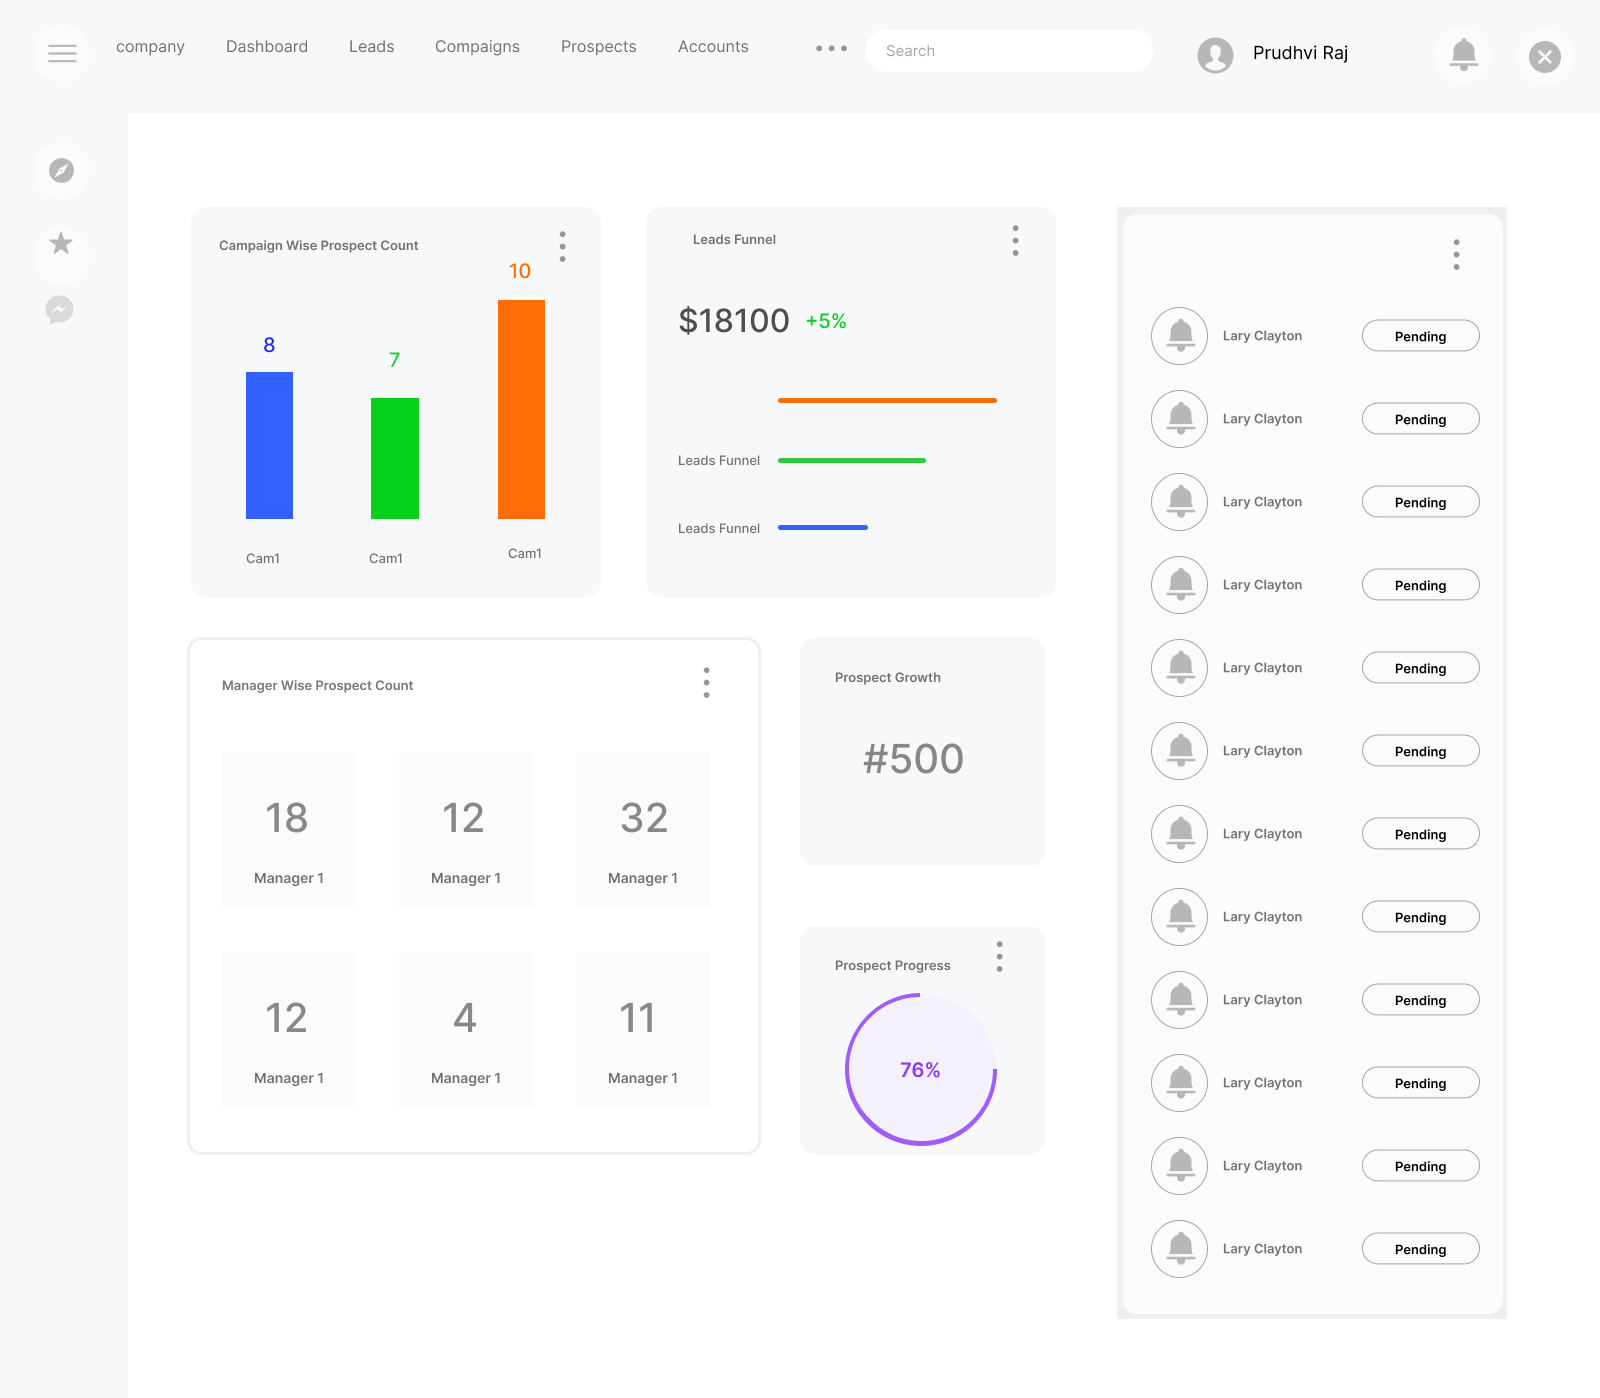 company Dashboard Leads Compaigns Prospects Accounts
Search
Prudhvi Raj
Campaign Wise Prospect Count
10
8
7
Cam1 Cam1 Cam1
Leads Funnel
$18100 +5%
Leads Funnel
Leads Funnel
Manager Wise Prospect Count
18 12 32
Manager 1 Manager 1 Manager 1
12 4 11
Manager 1 Manager 1 Manager 1
Prospect Growth
#500
Prospect Progress
76%
Lary Clayton Pending
Lary Clayton Pending
Lary Clayton Pending
Lary Clayton Pending
Lary Clayton Pending
Lary Clayton Pending
Lary Clayton Pending
Lary Clayton Pending
Lary Clayton Pending
Lary Clayton Pending
Lary Clayton Pending
Lary Clayton Pending